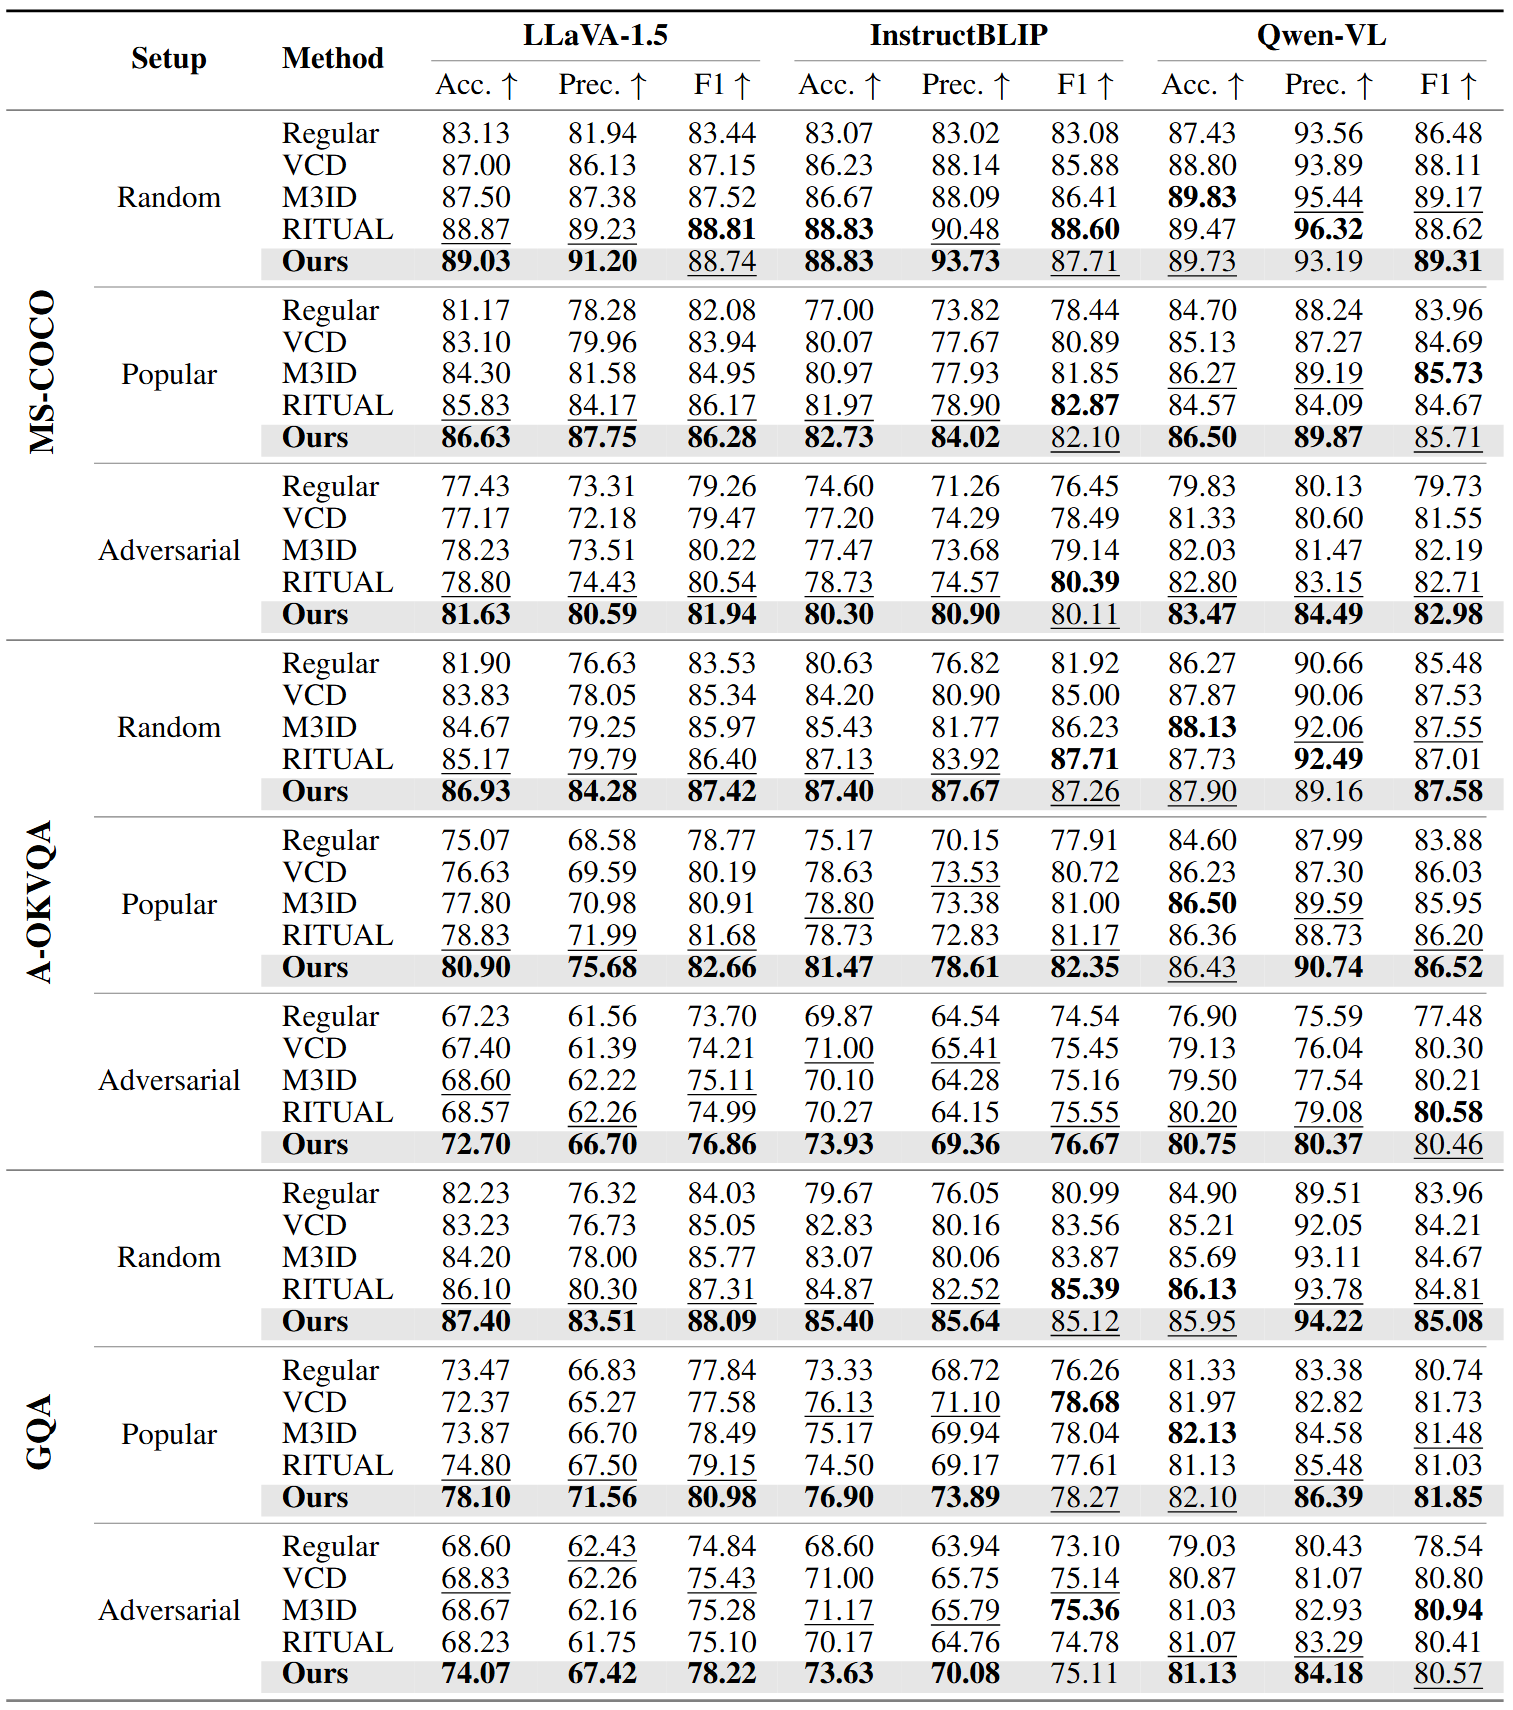 Setup Method LLaVA-1.5 InstructBLIP Qwen-VL
Acc. ↑ Prec. ↑ F1 ↑ Acc. ↑ Prec. ↑ F1 ↑ Acc. ↑ Prec. ↑ F1 ↑
MS-COCO
Random
Regular 83.13 81.94 83.44 83.07 83.02 83.08 87.43 93.56 86.48
VCD 87.00 86.13 87.15 86.23 88.14 85.88 88.80 93.89 88.11
M3ID 87.50 87.38 87.52 86.67 88.09 86.41 89.83 95.44 89.17
RITUAL 88.87 89.23 88.81 88.83 90.48 88.60 89.47 96.32 88.62
Ours 89.03 91.20 88.74 88.83 93.73 87.71 89.73 93.19 89.31
Popular
Regular 81.17 78.28 82.08 77.00 73.82 78.44 84.70 88.24 83.96
VCD 83.10 79.96 83.94 80.07 77.67 80.89 85.13 87.27 84.69
M3ID 84.30 81.58 84.95 80.97 77.93 81.85 86.27 89.19 85.73
RITUAL 85.83 84.17 86.17 81.97 78.90 82.87 84.57 84.09 84.67
Ours 86.63 87.75 86.28 82.73 84.02 82.10 86.50 89.87 85.71
Adversarial
Regular 77.43 73.31 79.26 74.60 71.26 76.45 79.83 80.13 79.73
VCD 77.17 72.18 79.47 77.20 74.29 78.49 81.33 80.60 81.55
M3ID 78.23 73.51 80.22 77.47 73.68 79.14 82.03 81.47 82.19
RITUAL 78.80 74.43 80.54 78.73 74.57 80.39 82.80 83.15 82.71
Ours 81.63 80.59 81.94 80.30 80.90 80.11 83.47 84.49 82.98
A-OKVQA
Random
Regular 81.90 76.63 83.53 80.63 76.82 81.92 86.27 90.66 85.48
VCD 83.83 78.05 85.34 84.20 80.90 85.00 87.87 90.06 87.53
M3ID 84.67 79.25 85.97 85.43 81.77 86.23 88.13 92.06 87.55
RITUAL 85.17 79.79 86.40 87.13 83.92 87.71 87.73 92.49 87.01
Ours 86.93 84.28 87.42 87.40 87.67 87.26 87.90 89.16 87.58
Popular
Regular 75.07 68.58 78.77 75.17 70.15 77.91 84.60 87.99 83.88
VCD 76.63 69.59 80.19 78.63 73.53 80.72 86.23 87.30 86.03
M3ID 77.80 70.98 80.91 78.80 73.38 81.00 86.50 89.59 85.95
RITUAL 78.83 71.99 81.68 78.73 72.83 81.17 86.36 88.73 86.20
Ours 80.90 75.68 82.66 81.47 78.61 82.35 86.43 90.74 86.52
Adversarial
Regular 67.23 61.56 73.70 69.87 64.54 74.54 76.90 75.59 77.48
VCD 67.40 61.39 74.21 71.00 65.41 75.45 79.13 76.04 80.30
M3ID 68.60 62.22 75.11 70.10 64.28 75.16 79.50 77.54 80.21
RITUAL 68.57 62.26 74.99 70.27 64.15 75.55 80.20 79.08 80.58
Ours 72.70 66.70 76.86 73.93 69.36 76.67 80.75 80.37 80.46
GQA
Random
Regular 82.23 76.32 84.03 79.67 76.05 80.99 84.90 89.51 83.96
VCD 83.23 76.73 85.05 82.83 80.16 83.56 85.21 92.05 84.21
M3ID 84.20 78.00 85.77 83.07 80.06 83.87 85.69 93.11 84.67
RITUAL 86.10 80.30 87.31 84.87 82.52 85.39 86.13 93.78 84.81
Ours 87.40 83.51 88.09 85.40 85.64 85.12 85.95 94.22 85.08
Popular
Regular 73.47 66.83 77.84 73.33 68.72 76.26 81.33 83.38 80.74
VCD 72.37 65.27 77.58 76.13 71.10 78.68 81.97 82.82 81.73
M3ID 73.87 66.70 78.49 75.17 69.94 78.04 82.13 84.58 81.48
RITUAL 74.80 67.50 79.15 74.50 69.17 77.61 81.13 85.48 81.03
Ours 78.10 71.56 80.98 76.90 73.89 78.27 82.10 86.39 81.85
Adversarial
Regular 68.60 62.43 74.84 68.60 63.94 73.10 79.03 80.43 78.54
VCD 68.83 62.26 75.43 71.00 65.75 75.14 80.87 81.07 80.80
M3ID 68.67 62.16 75.28 71.17 65.79 75.36 81.03 82.93 80.94
RITUAL 68.23 61.75 75.10 70.17 64.76 74.78 81.07 83.29 80.41
Ours 74.07 67.42 78.22 73.63 70.08 75.11 81.13 84.18 80.57